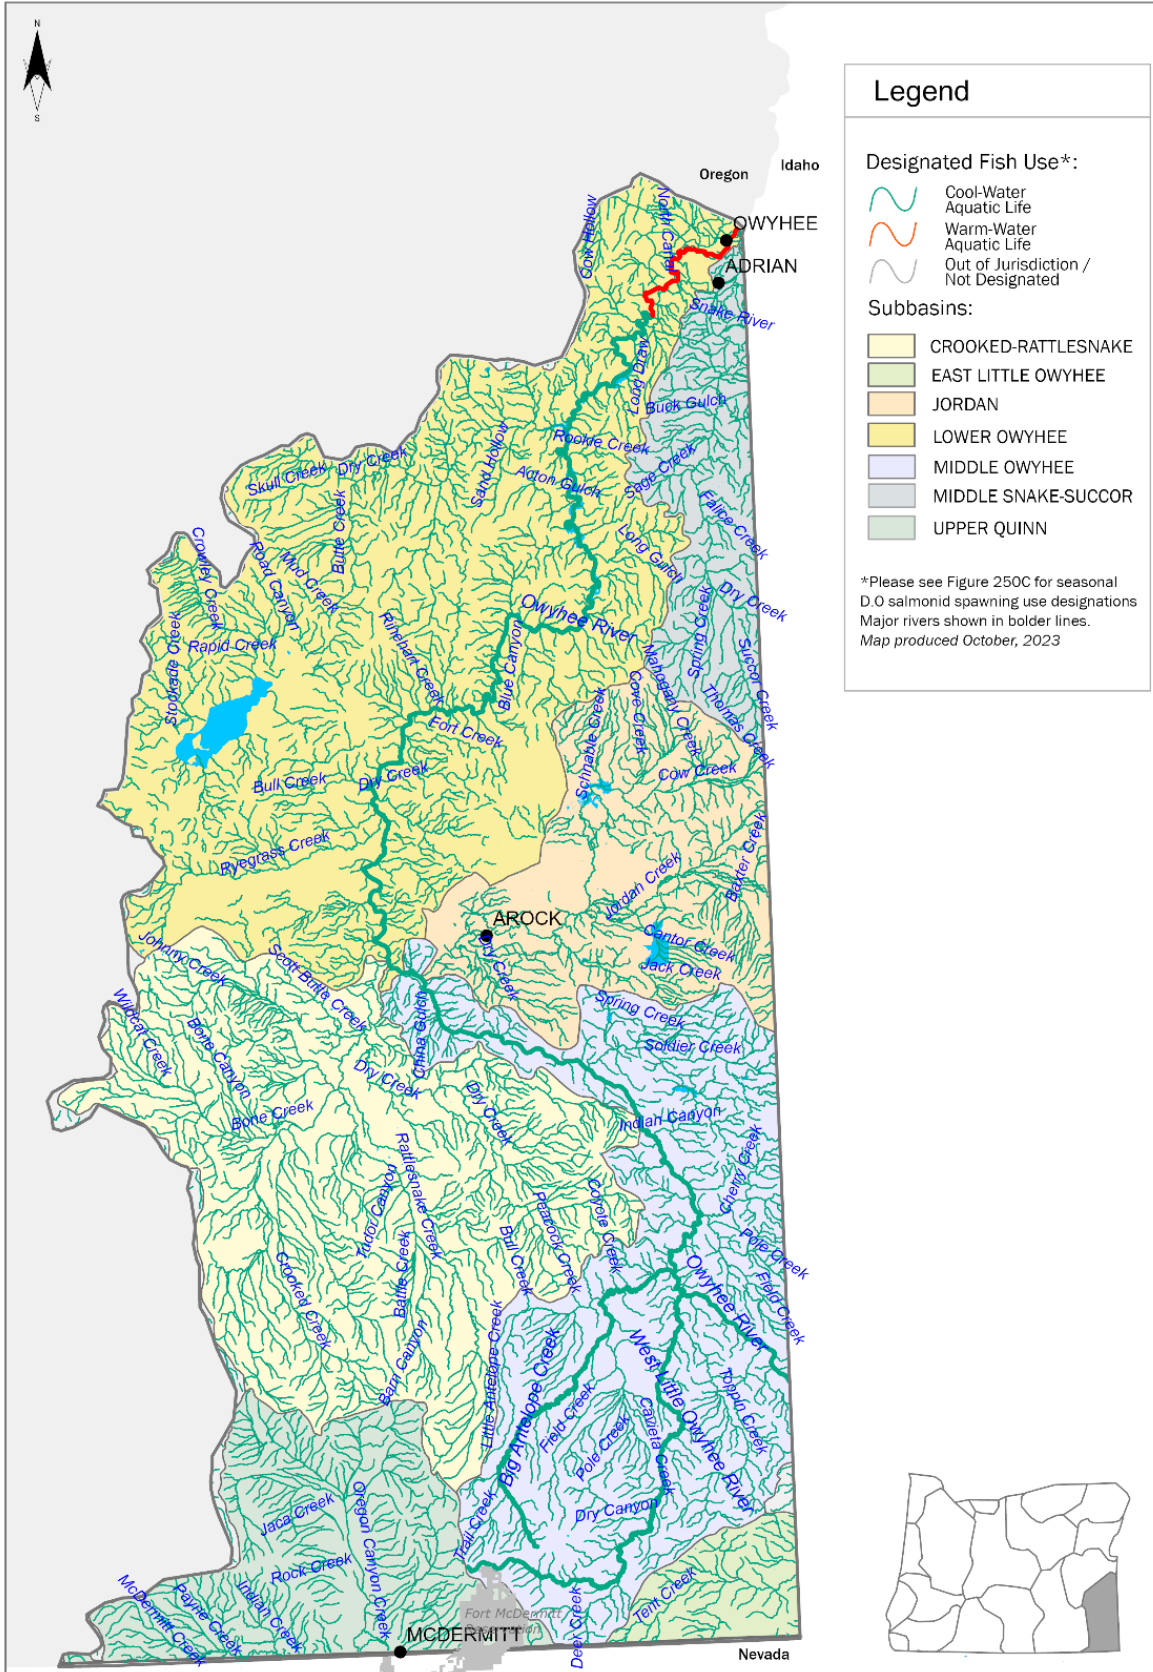 N
S
Legend
Designated Fish Use*:
Cool-Water
Aquatic Life
Warm-Water
Aquatic Life
Out of Jurisdiction /
Not Designated
Subbasins:
CROOKED-RATTLESNAKE
EAST LITTLE OWYHEE
JORDAN
LOWER OWYHEE
MIDDLE OWYHEE
MIDDLE SNAKE-SUCCOR
UPPER QUINN
*Please see Figure 250C for seasonal
D.O salmonid spawning use designations
Major rivers shown in bolder lines.
Map produced October, 2023
Oregon
Idaho
Cow Hollow
North Canal
OWYHEE
ADRIAN
Snake River
Long Draw
Buck Gulch
Rookie Creek
Sand Hollow
Acton Gulch
Sage Creek
Skull Creek
Dry Creek
Butte Creek
Falice Creek
Long Gulch
Crowley Creek
Road Canyon
Mud Creek
Dry Creek
Owyhee River
Spring Creek
Rapid Creek
Stockade Creek
Rinehart Creek
Blue Canyon
Mahogany Creek
Succor Creek
Cove Creek
Thomas Creek
Schnable Creek
Fort Creek
Cow Creek
Bull Creek
Dry Creek
Ryegrass Creek
Baxter Creek
Jordan Creek
AROCK
Dry Creek
Cantor Creek
Jack Creek
Johnny Creek
Scott Butte Creek
Wildcat Creek
Spring Creek
China Gulch
Soldier Creek
Bone Canyon
Dry Creek
Dry Creek
Bone Creek
Indian Canyon
Cherry Creek
Rattlesnake Creek
Tudor Canyon
Peacock Creek
Coyote Creek
Bull Creek
Pole Creek
Field Creek
Owyhee River
Crooked Creek
Battle Creek
Barn Canyon
Little Antelope Creek
Big Antelope Creek
West Little Owyhee River
Toppin Creek
Field Creek
Pole Creek
Cavieta Creek
Dry Canyon
Jaca Creek
Oregon Canyon Creek
Trail Creek
Rock Creek
McDermitt Creek
Payne Creek
Indian Creek
Tent Creek
Deer Creek
Fort McDermitt
Reservation
MCDERMITT
Nevada